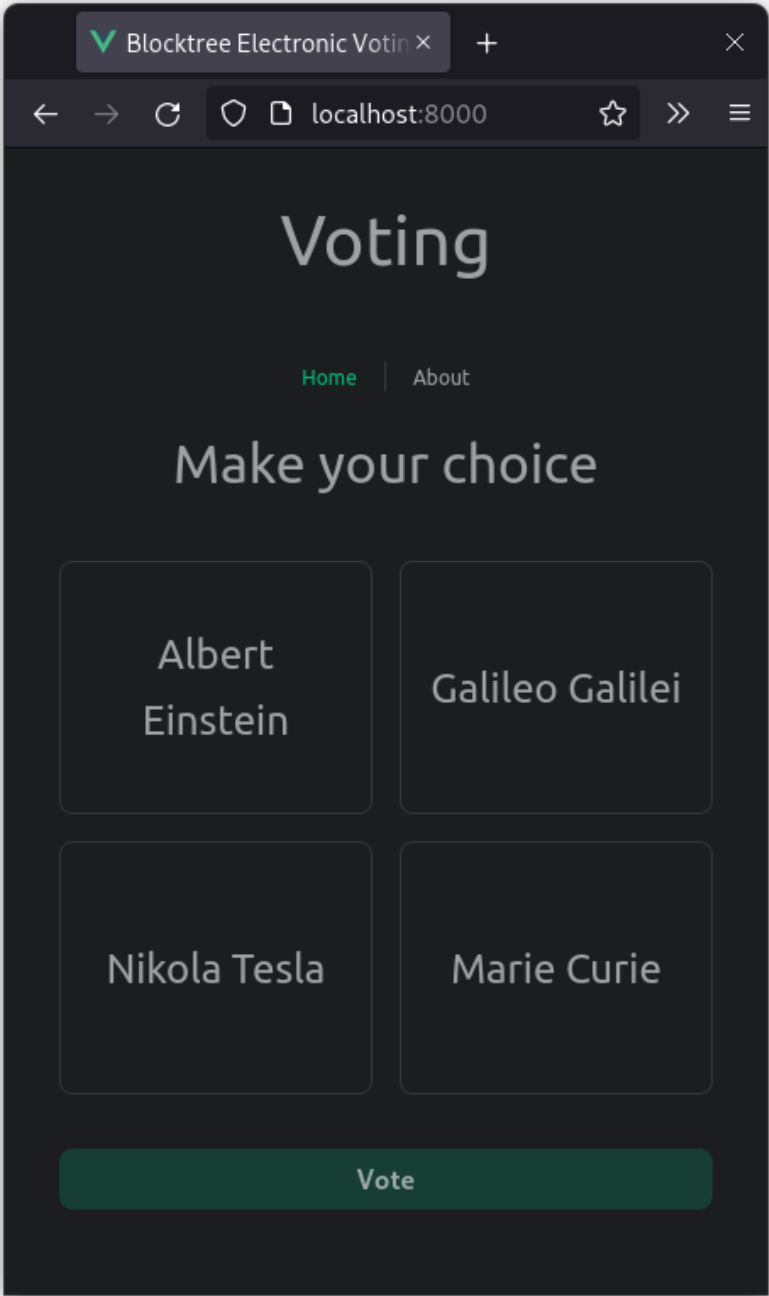 Blocktree Electronic Votin
localhost:8000
Voting
Home
About
Make your choice
Albert
Einstein
Galileo Galilei
Nikola Tesla
Marie Curie
Vote